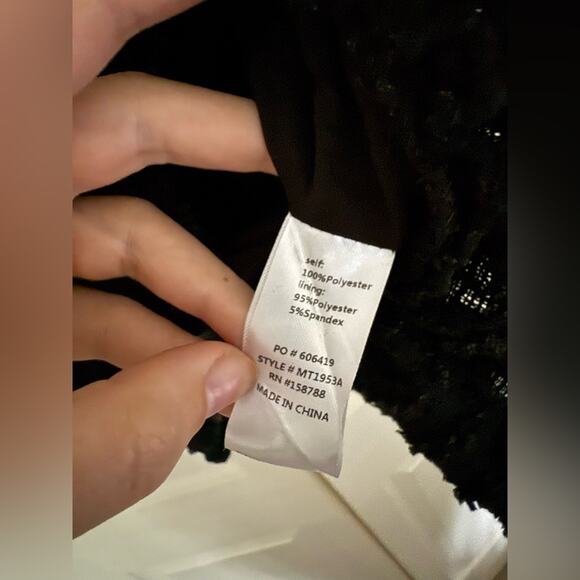 self:
100%Polyester
lining:
95%Polyester
5%Spandex
PO # 606419
STYLE # MT1953A
RN #158788
MADE IN CHINA